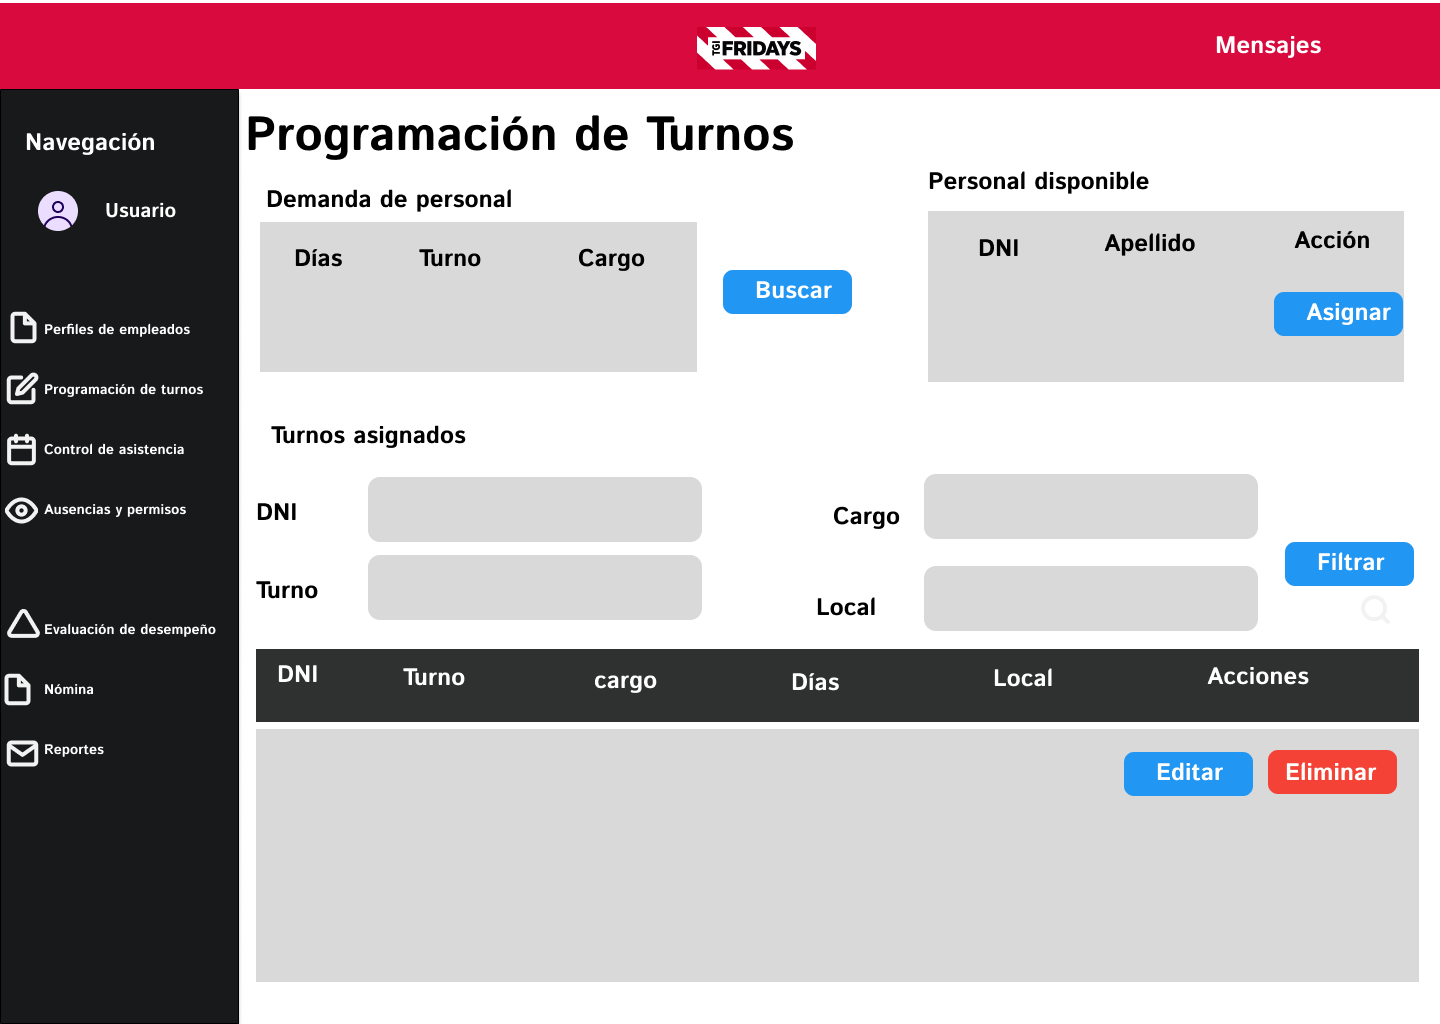 TGI FRIDAYS
Mensajes
Navegación
Usuario
Perfiles de empleados
Programación de turnos
Control de asistencia
Ausencias y permisos
Evaluación de desempeño
Nómina
Reportes
Programación de Turnos
Demanda de personal
Días Turno Cargo
Buscar
Personal disponible
DNI Apellido Acción
Asignar
Turnos asignados
DNI
Cargo
Turno
Local
Filtrar
DNI Turno cargo Días Local Acciones
Editar Eliminar